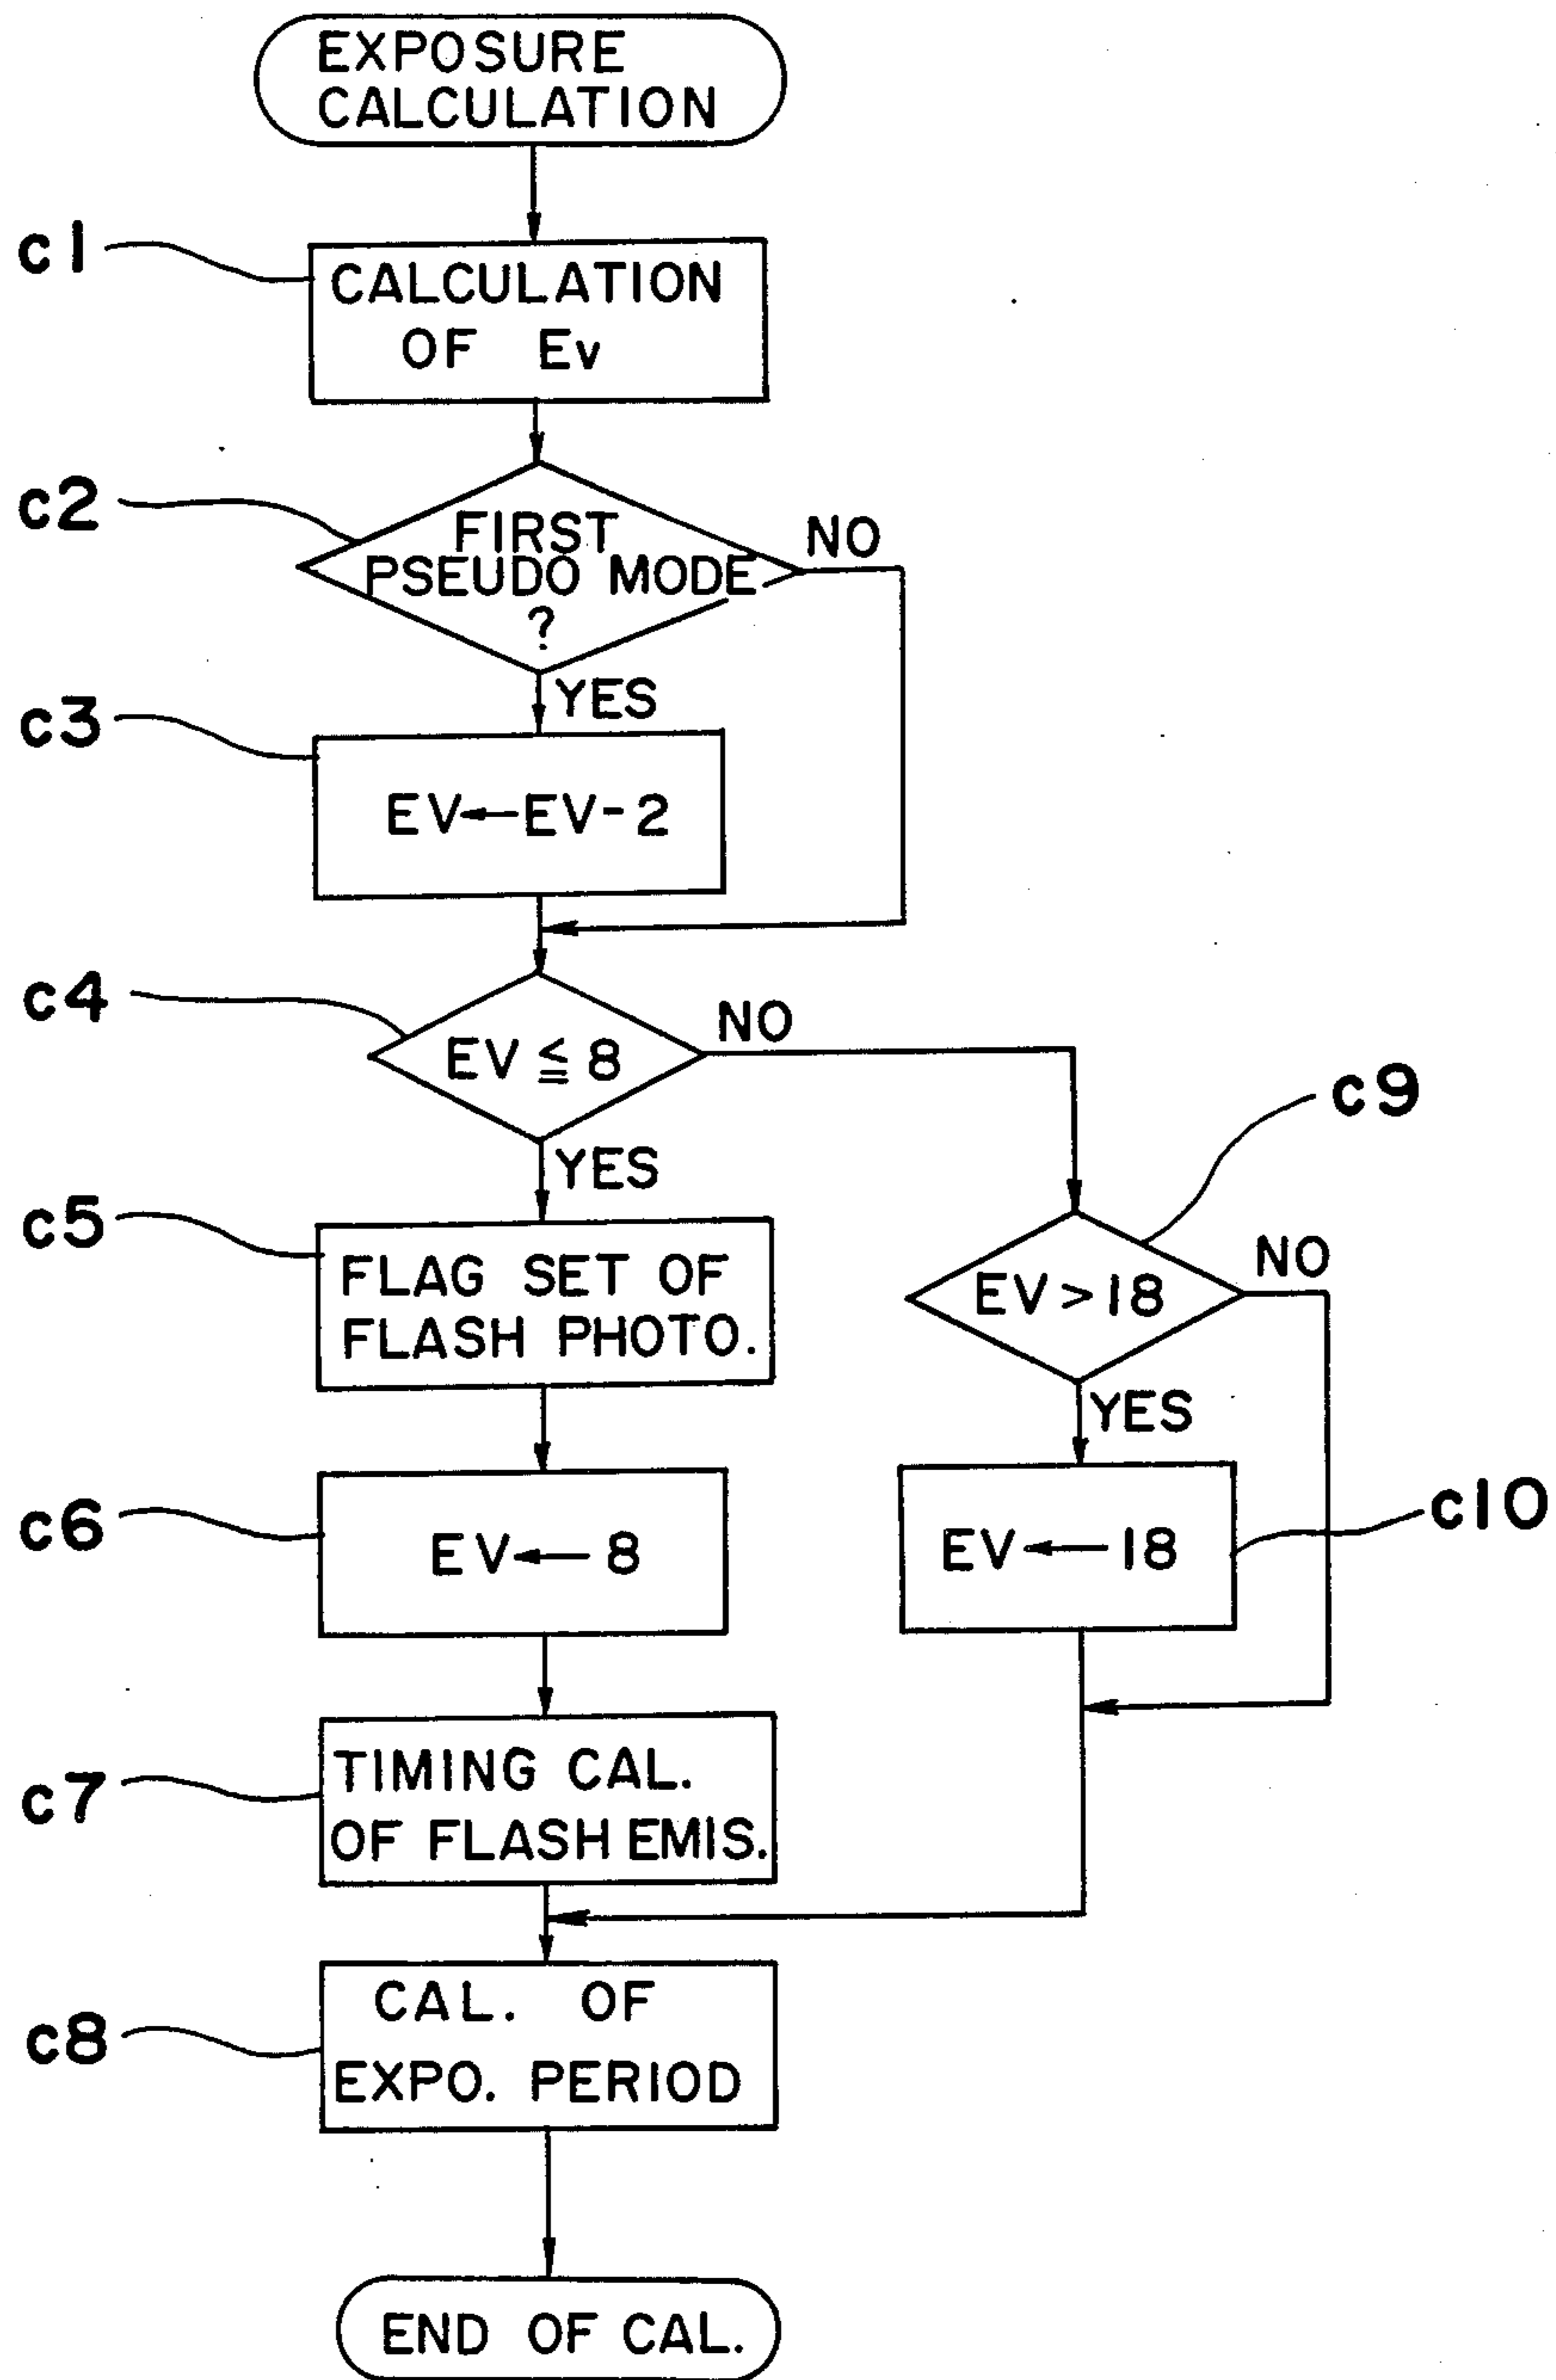 EXPOSURE
CALCULATION
c1
CALCULATION
OF Ev
c2
FIRST
PSEUDO MODE
?
NO
YES
c3
EV←EV-2
c4
EV ≦ 8
NO
YES
c5
FLAG SET OF
FLASH PHOTO.
c9
EV > 18
NO
YES
c6
EV← 8
c10
EV← 18
c7
TIMING CAL.
OF FLASH EMIS.
c8
CAL. OF
EXPO. PERIOD
END OF CAL.